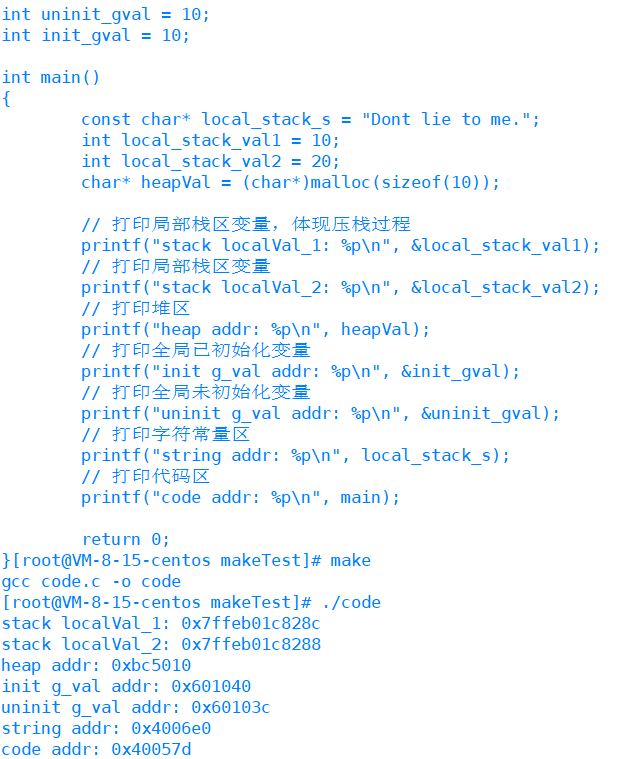 int uninit_gval = 10;
int init_gval = 10;

int main()
{
        const char* local_stack_s = "Dont lie to me.";
        int local_stack_val1 = 10;
        int local_stack_val2 = 20;
        char* heapVal = (char*)malloc(sizeof(10));

        // 打印局部栈区变量，体现压栈过程
        printf("stack localVal_1: %p\n", &local_stack_val1);
        // 打印局部栈区变量
        printf("stack localVal_2: %p\n", &local_stack_val2);
        // 打印堆区
        printf("heap addr: %p\n", heapVal);
        // 打印全局已初始化变量
        printf("init g_val addr: %p\n", &init_gval);
        // 打印全局未初始化变量
        printf("uninit g_val addr: %p\n", &uninit_gval);
        // 打印字符常量区
        printf("string addr: %p\n", local_stack_s);
        // 打印代码区
        printf("code addr: %p\n", main);

        return 0;
}[root@VM-8-15-centos makeTest]# make
gcc code.c -o code
[root@VM-8-15-centos makeTest]# ./code
stack localVal_1: 0x7ffeb01c828c
stack localVal_2: 0x7ffeb01c8288
heap addr: 0xbc5010
init g_val addr: 0x601040
uninit g_val addr: 0x60103c
string addr: 0x4006e0
code addr: 0x40057d